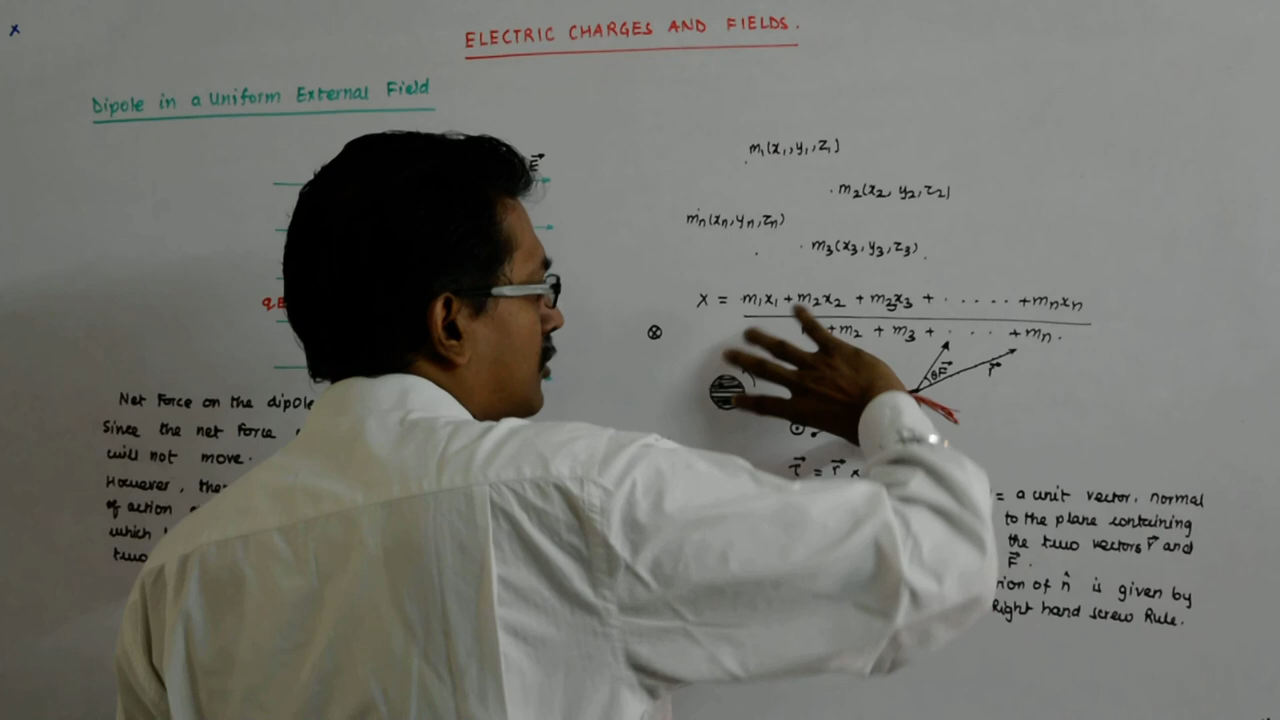 x
ELECTRIC CHARGES AND FIELDS.
Dipole in a Uniform External Field
E⃗
qE
Net Force on the dipole
Since the net Force
will not move.
However, the
of action
which
two
m₁(x₁,y₁,z₁)
m₂(x₂,y₂,z₂)
mₙ(xₙ,yₙ,zₙ)
m₃(x₃,y₃,z₃)
X = m₁x₁ + m₂x₂ + m₃x₃ + . . . . . + mₙxₙ
+m₂ + m₃ + . . . + mₙ.
θ F⃗ r⃗
τ⃗ = r⃗ ×
= a unit vector, normal
to the plane containing
the two vectors r⃗ and
F⃗.
tion of n̂ is given by
Right hand screw Rule.